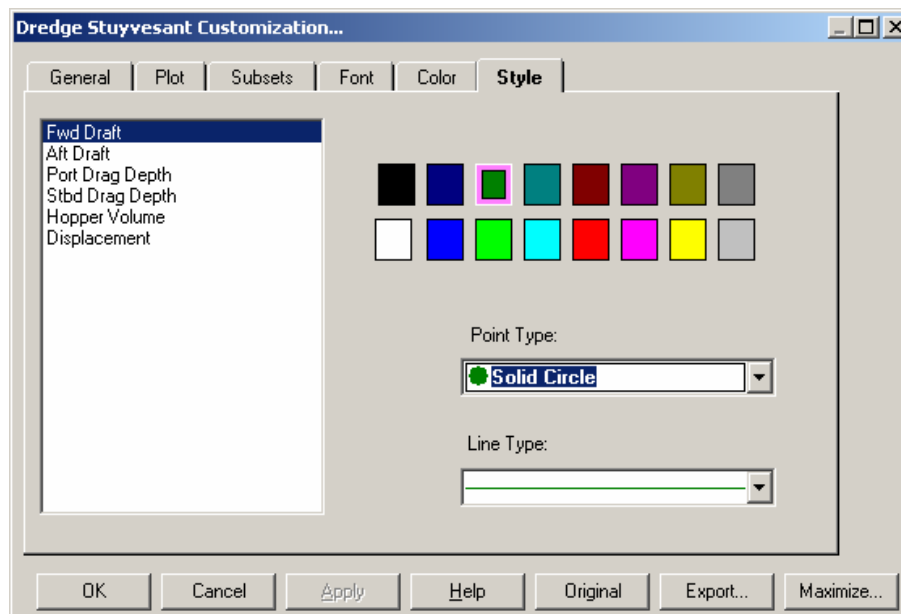 Dredge Stuyvesant Customization...
General Plot Subsets Font Color Style
Fwd Draft
Aft Draft
Port Drag Depth
Stbd Drag Depth
Hopper Volume
Displacement
Point Type:
Solid Circle
Line Type:
OK Cancel Apply Help Original Export... Maximize...